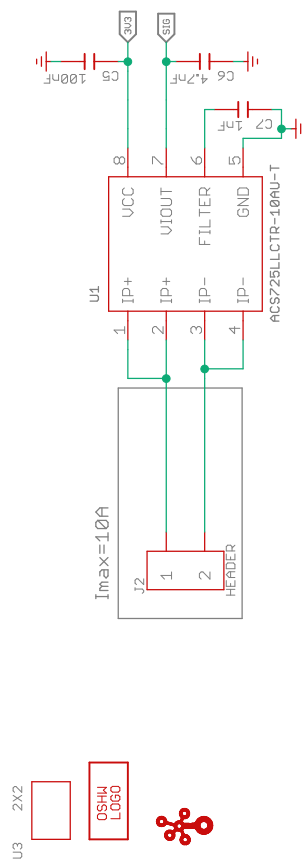 3V3
SIG
100nF
C5
C6
4.7nF
1nF
C7
8
7
6
5
VCC
VIOUT
FILTER
GND
U1
IP+
IP+
IP-
IP-
ACS725LLCTR-10AU-T
1
2
3
4
Imax=10A
J2
1
2
HEADER
U3
2X2
OSHW
LOGO